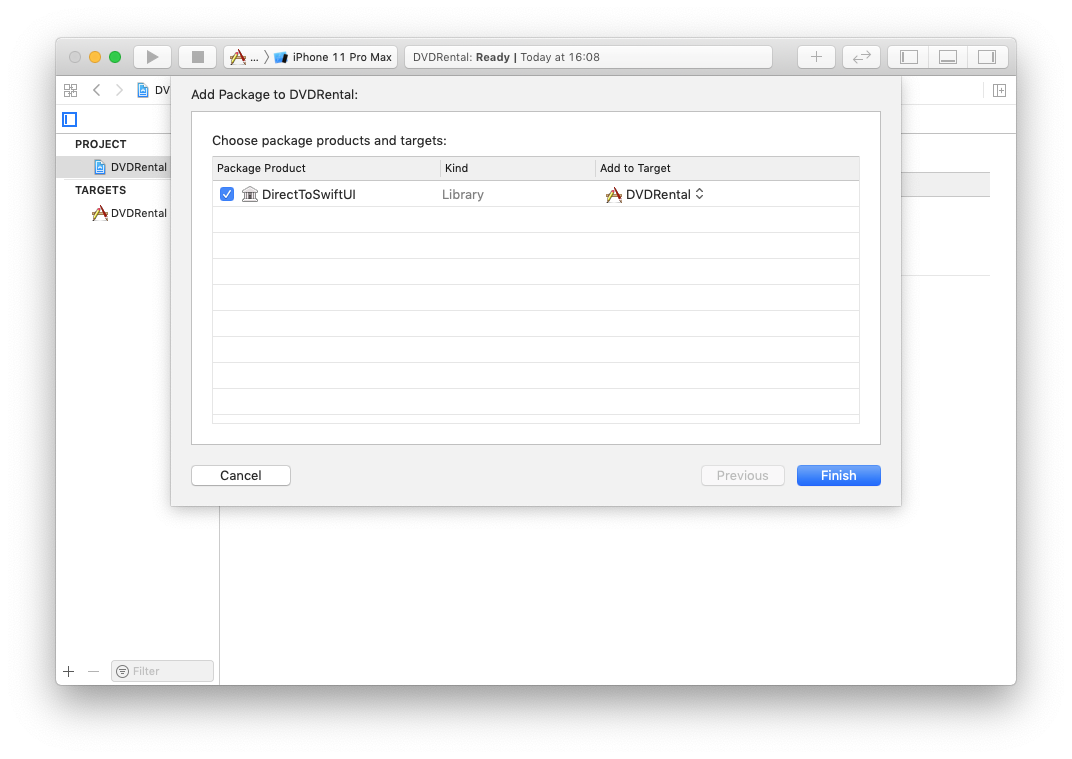 ... iPhone 11 Pro Max DVDRental: Ready | Today at 16:08
DV
Add Package to DVDRental:
Choose package products and targets:
PROJECT
DVDRental
TARGETS
DVDRental
Package Product Kind Add to Target
DirectToSwiftUI Library DVDRental
Cancel Previous Finish
Filter